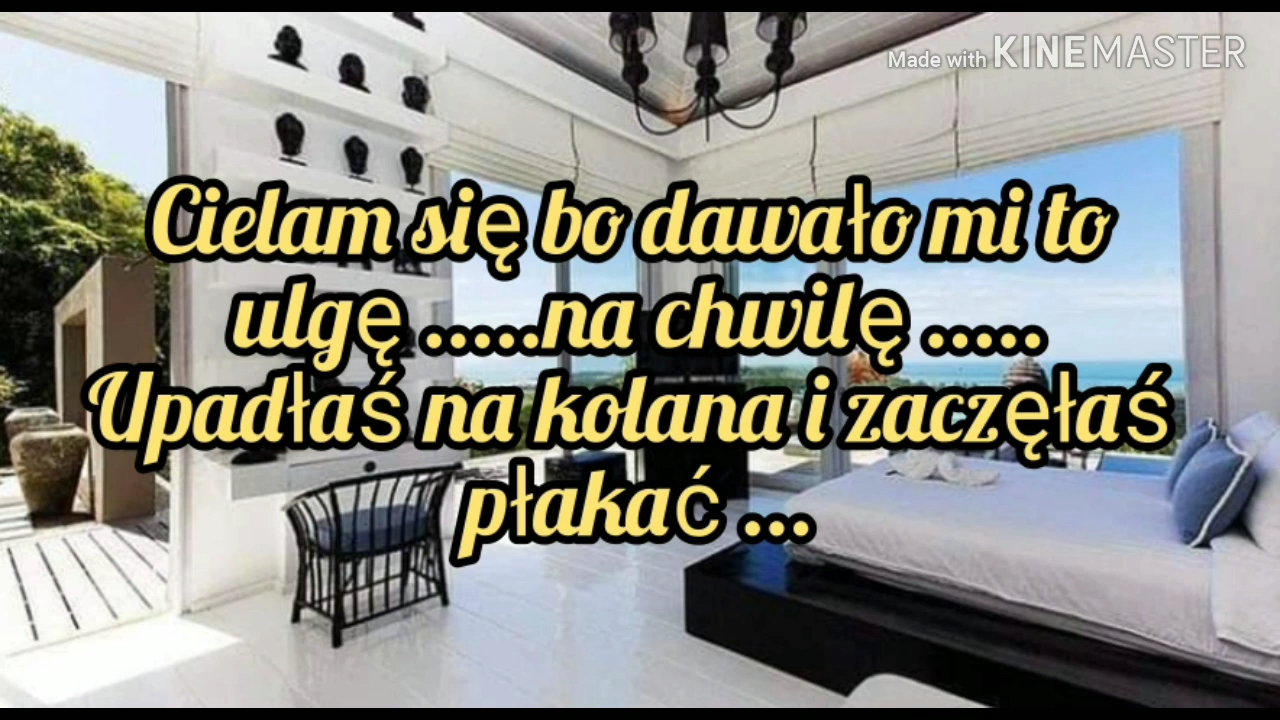 Made with KINEMASTER
Cielam się bo dawało mi to
ulgę .....na chwilę .....
Upadłaś na kolana i zaczęłaś
płakać ...